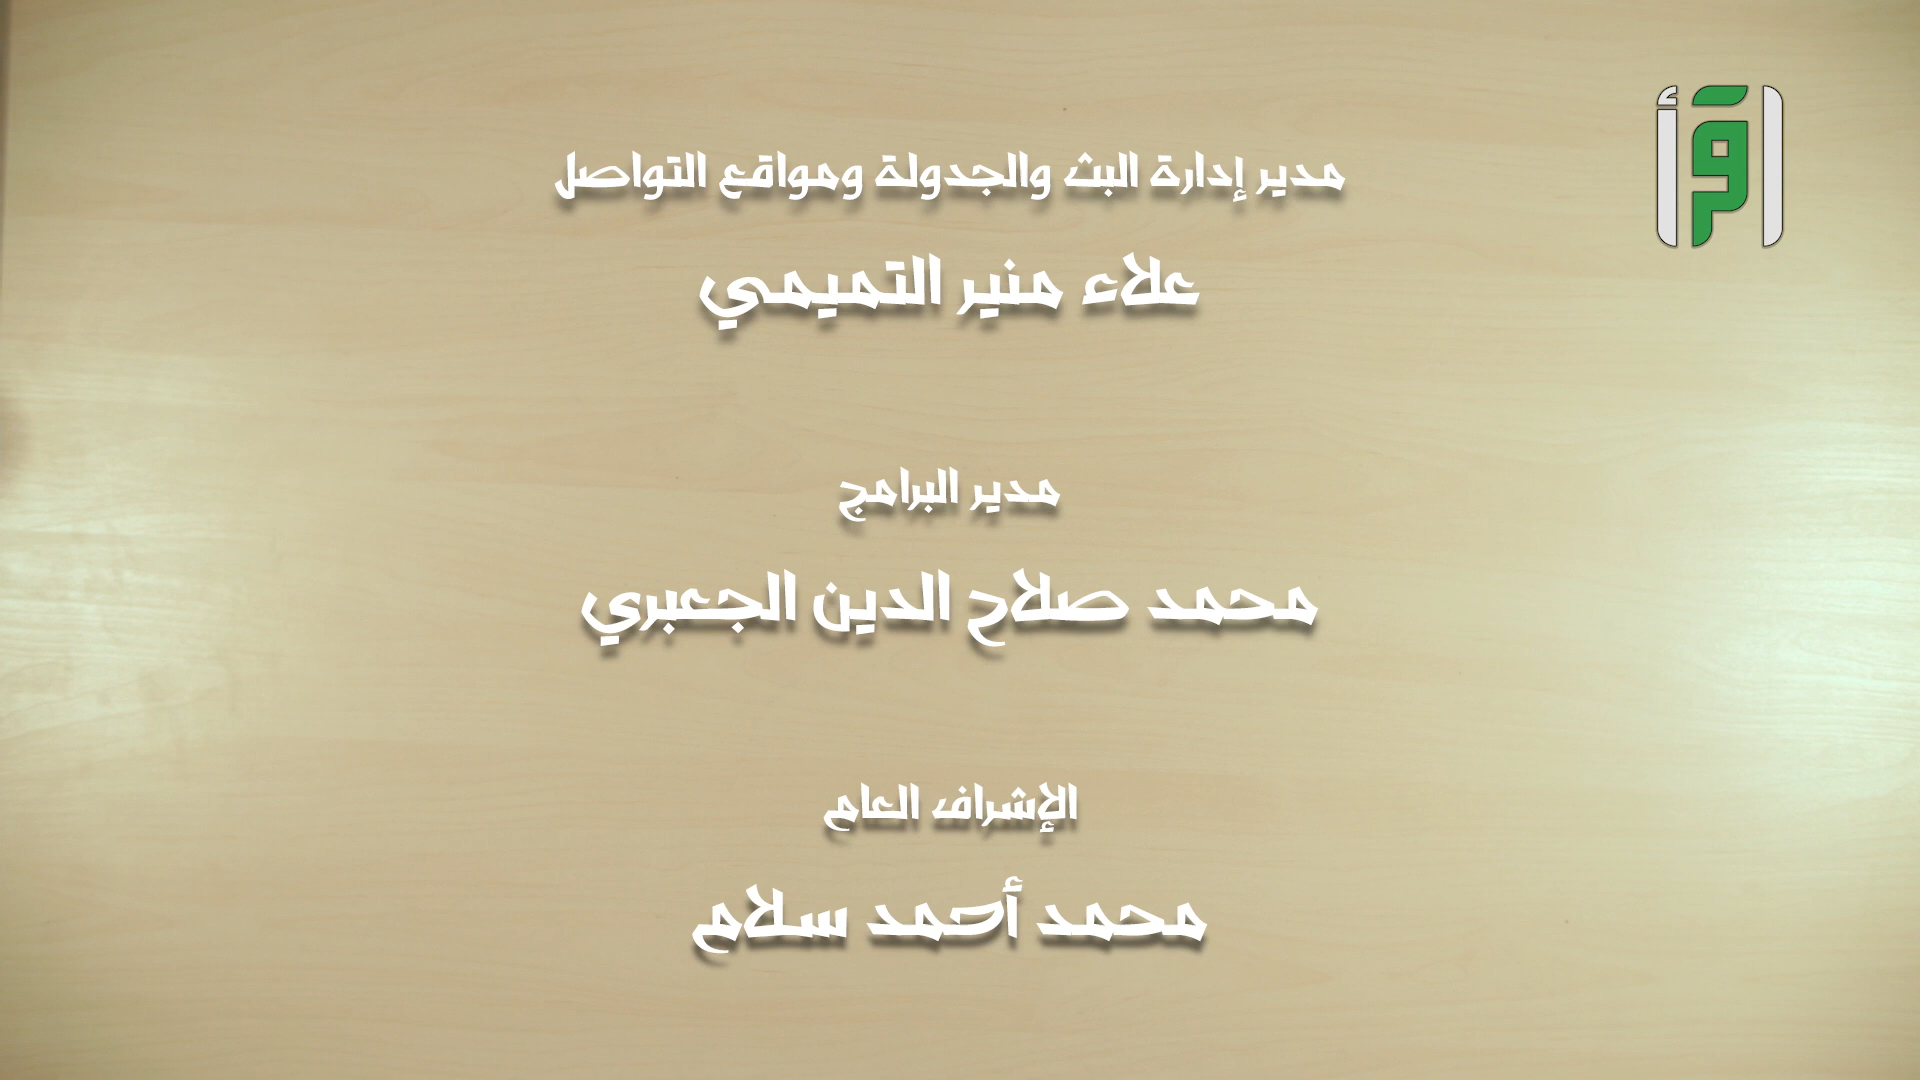 اقرأ
مدير إدارة البث والجدولة ومواقع التواصل
علاء منير التميمي
مدير البرامج
محمد صلاح الدين الجعبري
الإشراف العام
محمد أحمد سلام